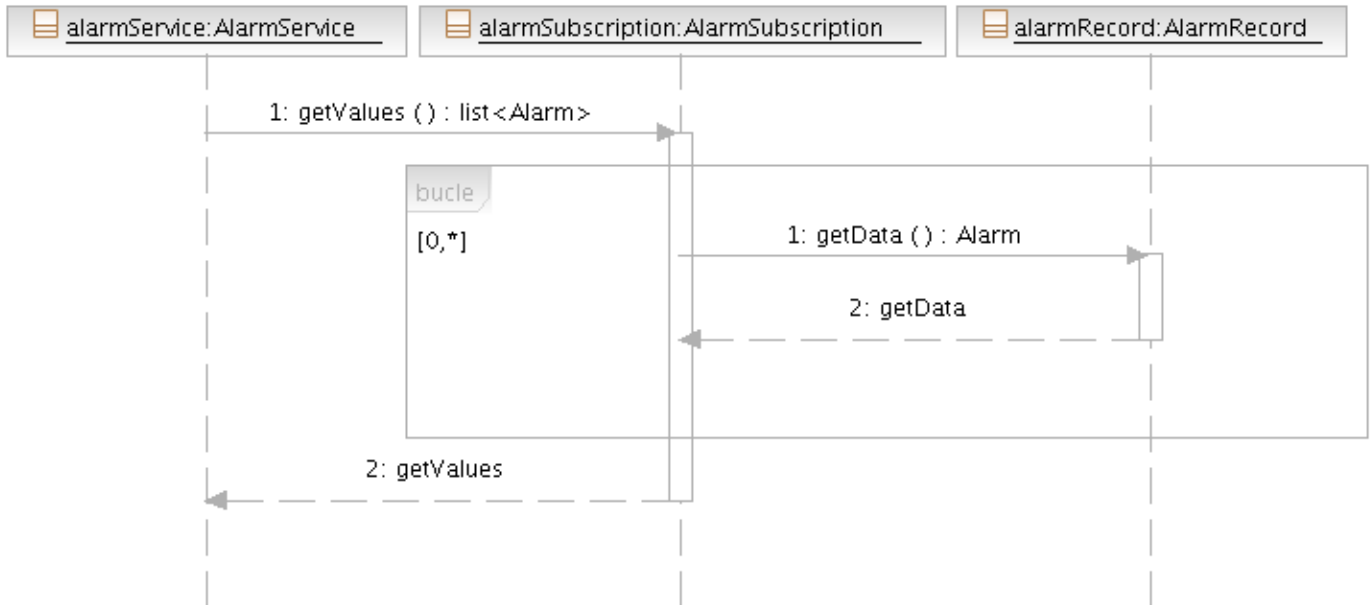 alarmService:AlarmService
alarmSubscription:AlarmSubscription
alarmRecord:AlarmRecord
1: getValues ( ) : list<Alarm>
bucle
[0,*]
1: getData ( ) : Alarm
2: getData
2: getValues